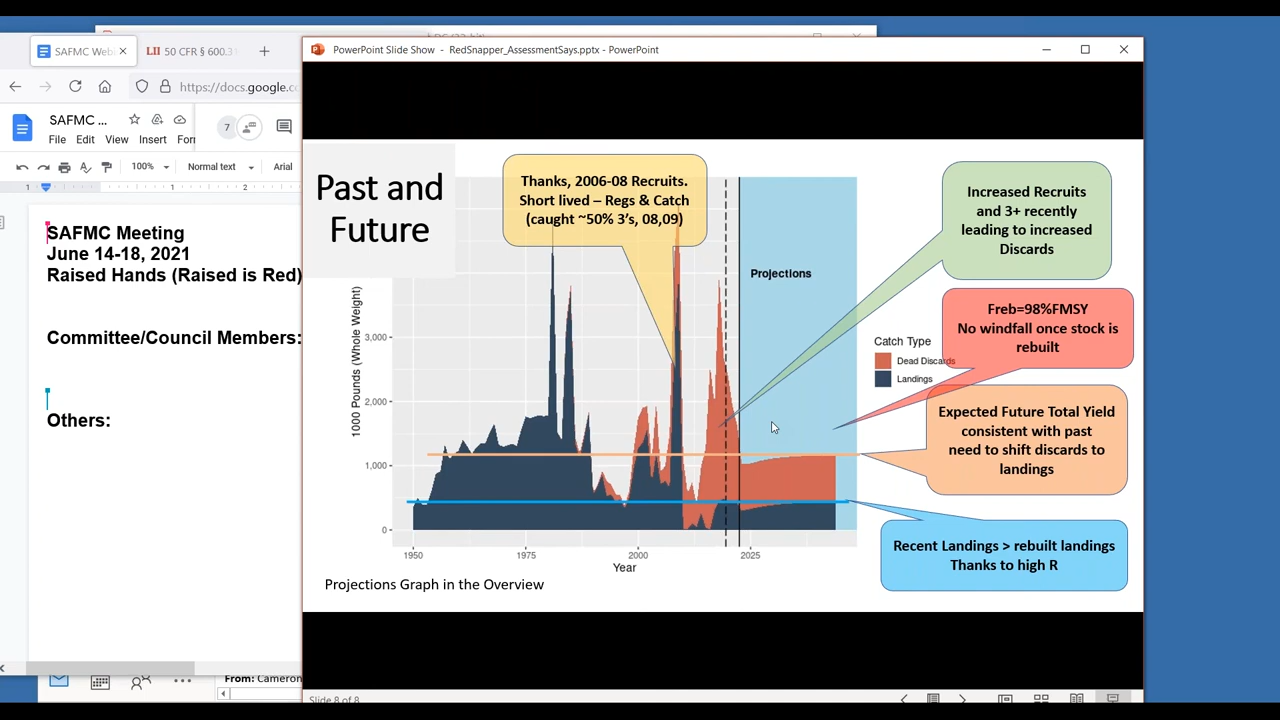 PowerPoint Slide Show - RedSnapper_AssessmentSays.pptx - PowerPoint
SAFMC Web
50 CFR § 600.3
https://docs.google.c
SAFMC ...
7
File Edit View Insert
100% Normal text Arial
1 1 2
SAFMC Meeting
June 14-18, 2021
Raised Hands (Raised is Red)
Committee/Council Members:
Others:
From: Cameron
Past and
Future
Thanks, 2006-08 Recruits.
Short lived – Regs & Catch
(caught ~50% 3's, 08,09)
Increased Recruits
and 3+ recently
leading to increased
Discards
Projections
Freb=98%FMSY
No windfall once stock is
rebuilt
Catch Type
Dead Discards
Landings
Expected Future Total Yield
consistent with past
need to shift discards to
landings
Recent Landings > rebuilt landings
Thanks to high R
1000 Pounds (Whole Weight)
3,000
2,000
1,000
0
1950 1975 2000 2025
Year
Projections Graph in the Overview
Slide 8 of 8